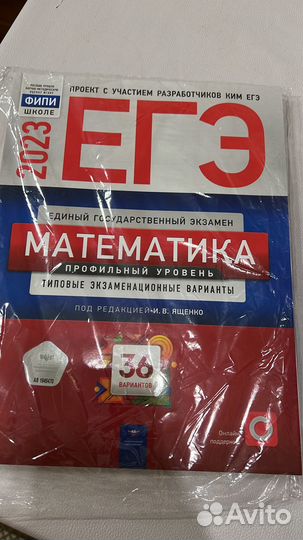 ПРОЕКТ С УЧАСТИЕМ РАЗРАБОТЧИКОВ КИМ ЕГЭ
ФИПИ
ШКОЛЕ
2023
ЕГЭ
ЕДИНЫЙ ГОСУДАРСТВЕННЫЙ ЭКЗАМЕН
МАТЕМАТИКА
ПРОФИЛЬНЫЙ УРОВЕНЬ
ТИПОВЫЕ ЭКЗАМЕНАЦИОННЫЕ ВАРИАНТЫ
ПОД РЕДАКЦИЕЙ И. В. ЯЩЕНКО
36
ВАРИАНТОВ
Онлайн
поддержка
Avito